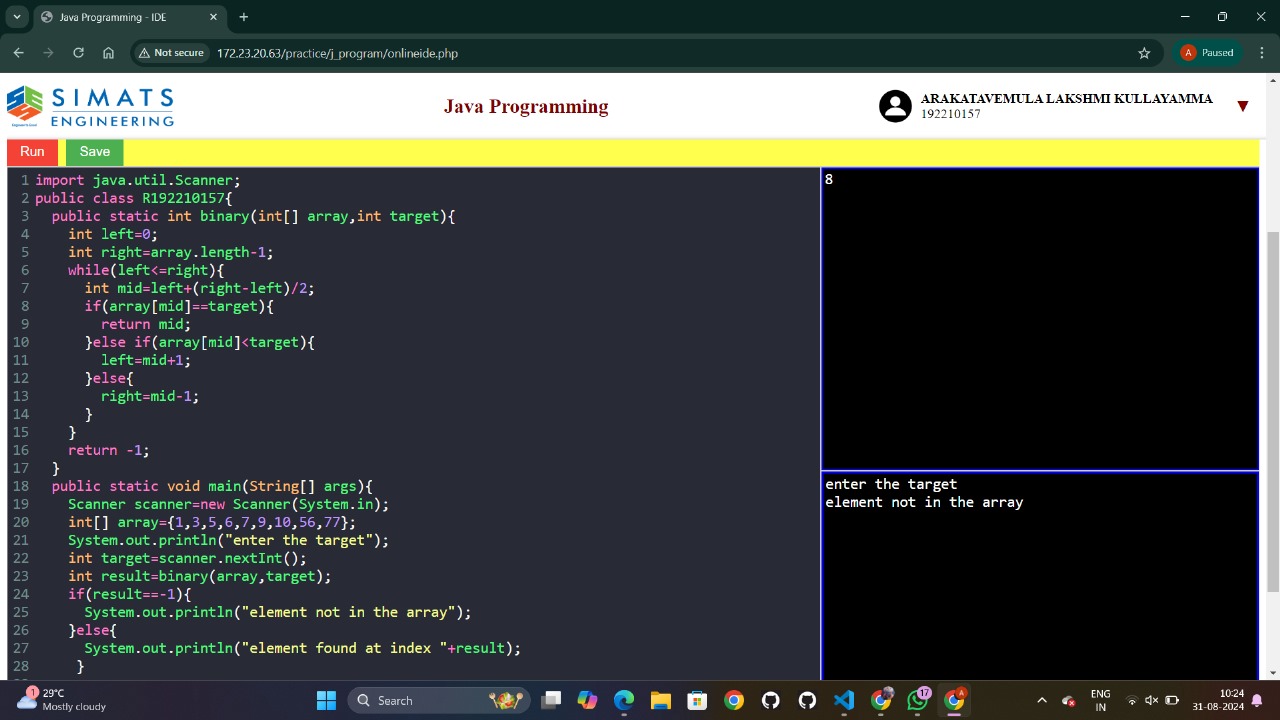 Java Programming - IDE
Not secure
172.23.20.63/practice/j_program/onlineide.php
A
Paused
SIMATS
ENGINEERING
Java Programming
ARAKATAVEMULA LAKSHMI KULLAYAMMA
192210157
Run
Save
1 import java.util.Scanner;
2 public class R192210157{
3 public static int binary(int[] array,int target){
4 int left=0;
5 int right=array.length-1;
6 while(left<=right){
7 int mid=left+(right-left)/2;
8 if(array[mid]==target){
9 return mid;
10 }else if(array[mid]<target){
11 left=mid+1;
12 }else{
13 right=mid-1;
14 }
15 }
16 return -1;
17 }
18 public static void main(String[] args){
19 Scanner scanner=new Scanner(System.in);
20 int[] array={1,3,5,6,7,9,10,56,77};
21 System.out.println("enter the target");
22 int target=scanner.nextInt();
23 int result=binary(array,target);
24 if(result==-1){
25 System.out.println("element not in the array");
26 }else{
27 System.out.println("element found at index "+result);
28 }
8
enter the target
element not in the array
1
29°C
Mostly cloudy
Search
17
A
ENG
IN
10:24
31-08-2024